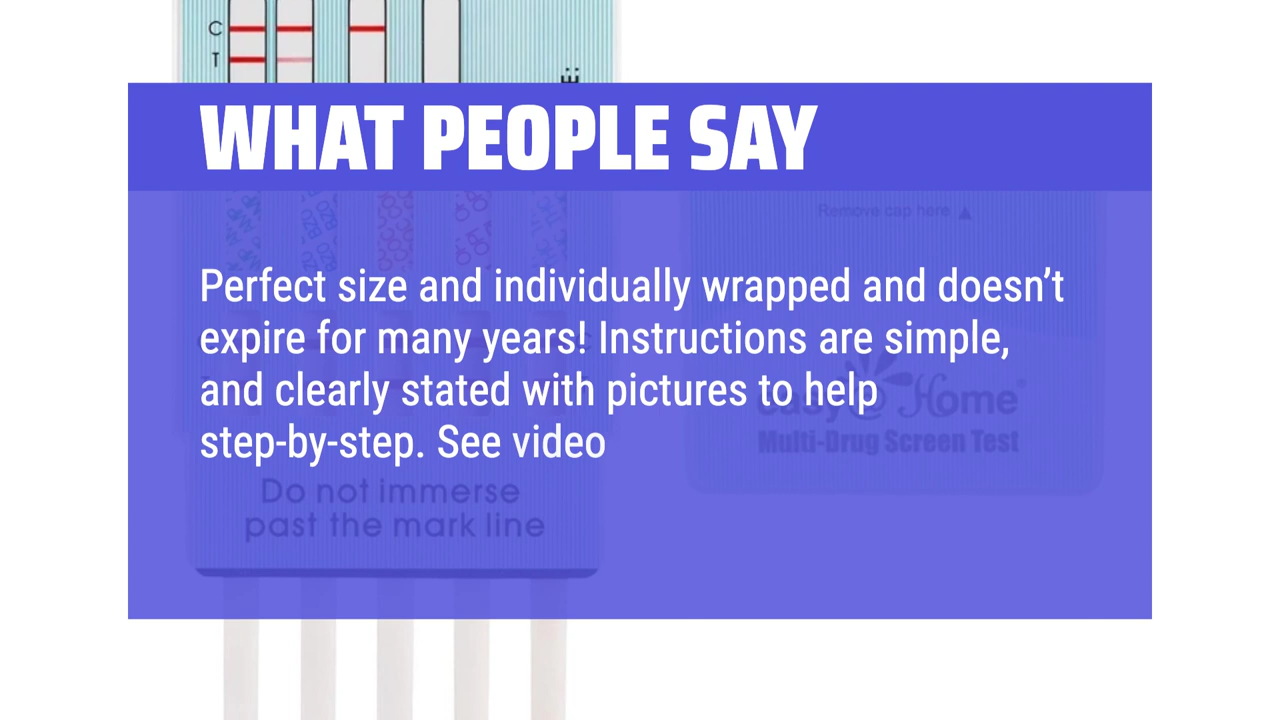 C
T
WHAT PEOPLE SAY
Remove cap here ▲
Perfect size and individually wrapped and doesn’t
expire for many years! Instructions are simple,
and clearly stated with pictures to help
step-by-step. See video
easy@Home®
Multi-Drug Screen Test
Do not immerse
past the mark line